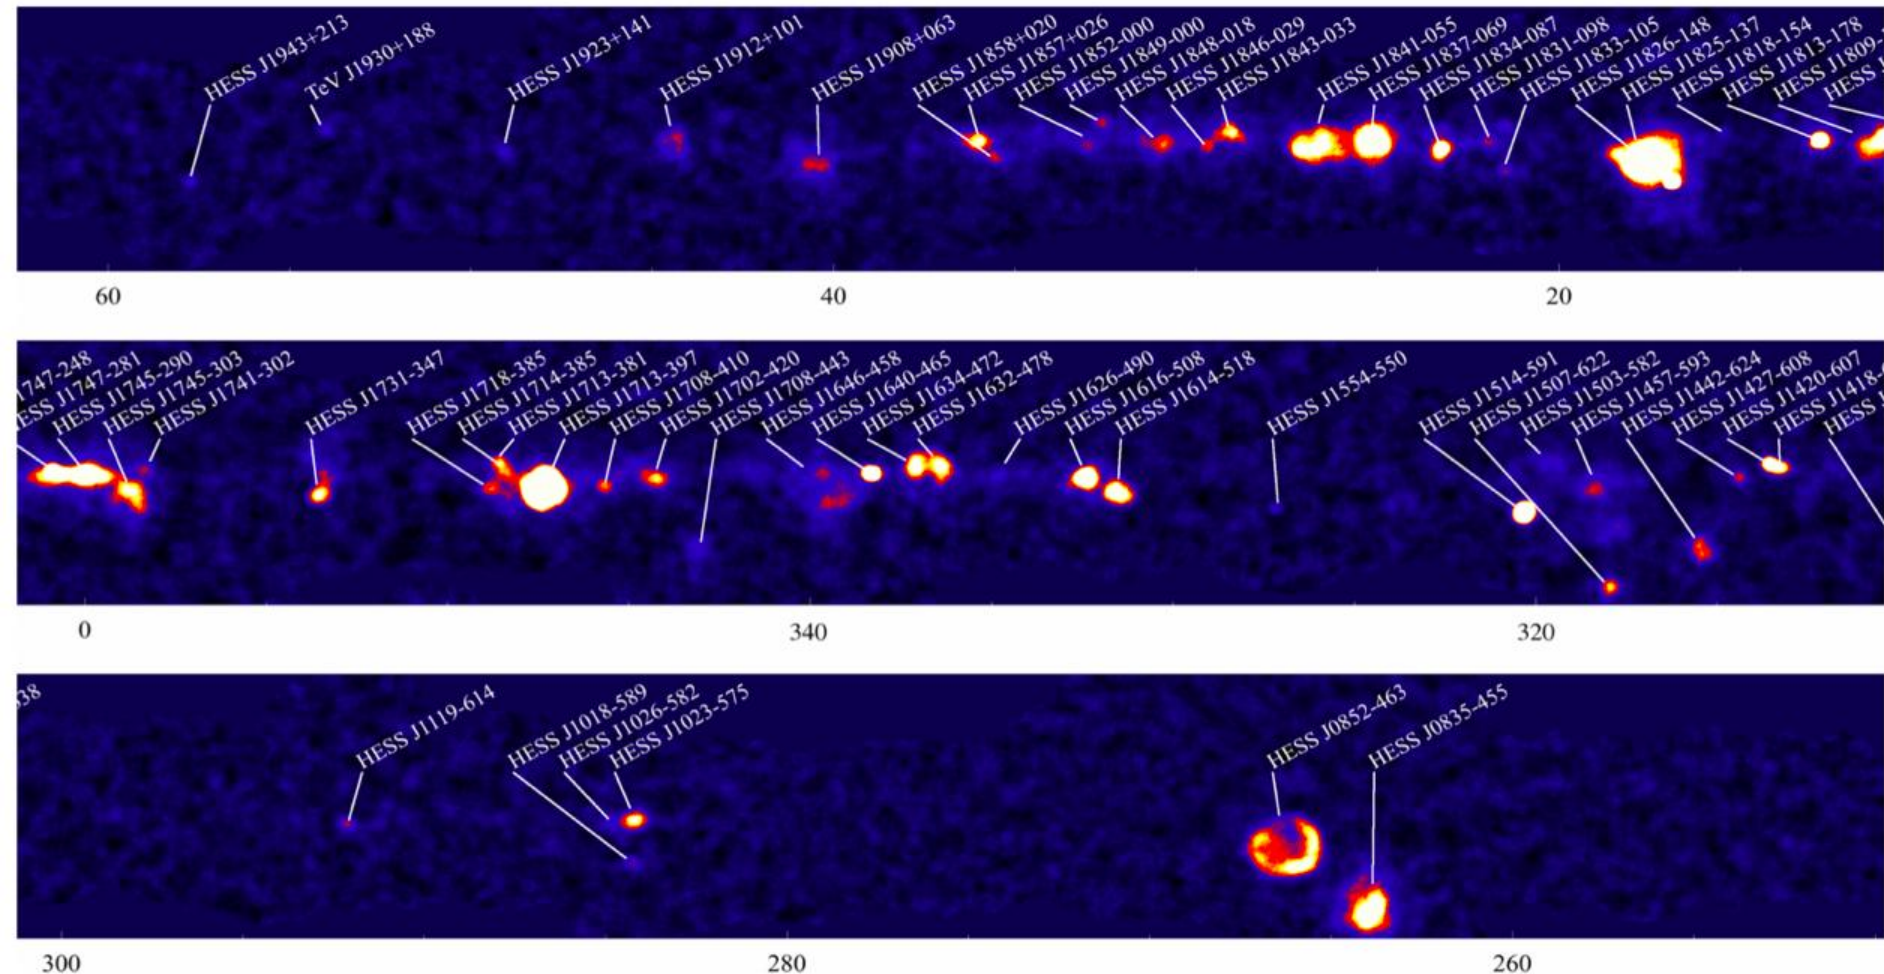 HESS J1943+213
TeV J1930+188
HESS J1923+141
HESS J1912+101
HESS J1908+063
HESS J1858+020
HESS J1857+026
HESS J1852-000
HESS J1849-000
HESS J1848-018
HESS J1846-029
HESS J1843-033
HESS J1841-055
HESS J1837-069
HESS J1834-087
HESS J1831-098
HESS J1833-105
HESS J1826-148
HESS J1825-137
HESS J1818-154
HESS J1813-178
HESS J1809-
60 40 20
J1747-248
ESS J1747-281
HESS J1745-290
HESS J1745-303
HESS J1741-302
HESS J1731-347
HESS J1718-385
HESS J1714-385
HESS J1713-381
HESS J1713-397
HESS J1708-410
HESS J1702-420
HESS J1708-443
HESS J1646-458
HESS J1640-465
HESS J1634-472
HESS J1632-478
HESS J1626-490
HESS J1616-508
HESS J1614-518
HESS J1554-550
HESS J1514-591
HESS J1507-622
HESS J1503-582
HESS J1457-593
HESS J1442-624
HESS J1427-608
HESS J1420-607
HESS J1418-
HESS J
0 340 320
HESS J1119-614
HESS J1018-589
HESS J1026-582
HESS J1023-575
HESS J0852-463
HESS J0835-455
300 280 260